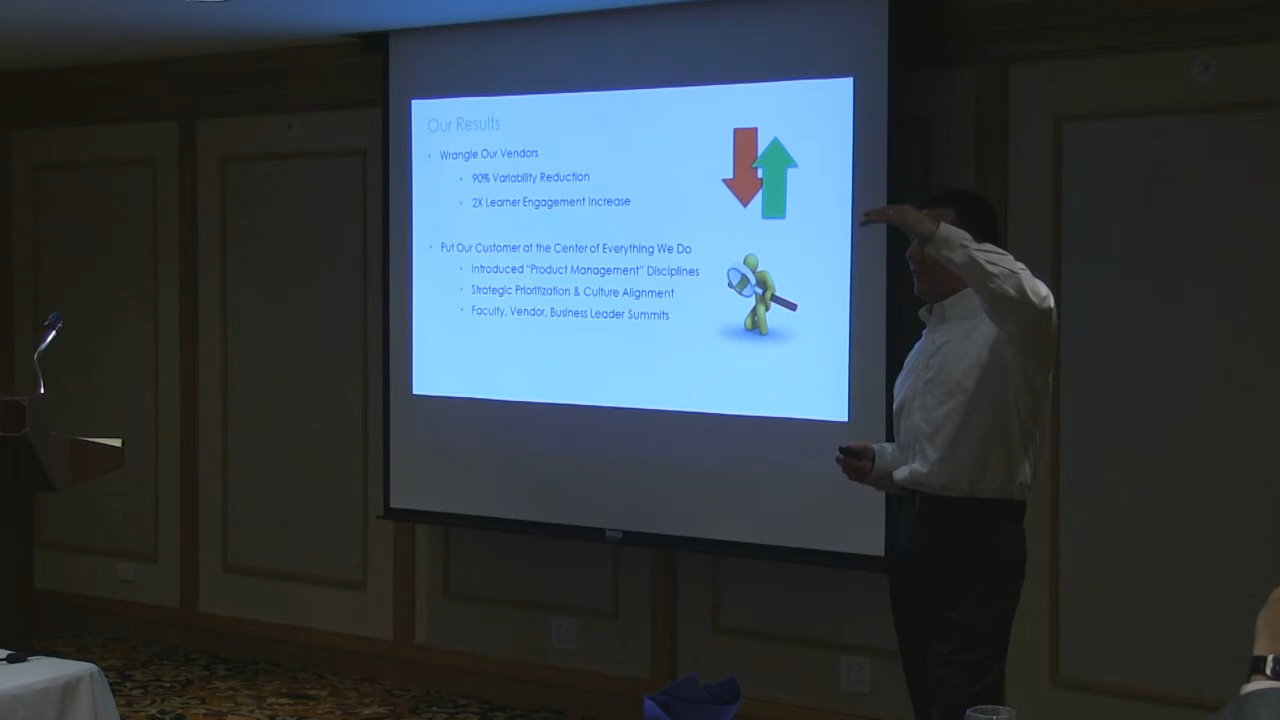 Our Results
Wrangle Our Vendors
90% Variability Reduction
2X Learner Engagement Increase
Put Our Customer at the Center of Everything We Do
Introduced "Product Management" Disciplines
Strategic Prioritization & Culture Alignment
Faculty, Vendor, Business Leader Summits